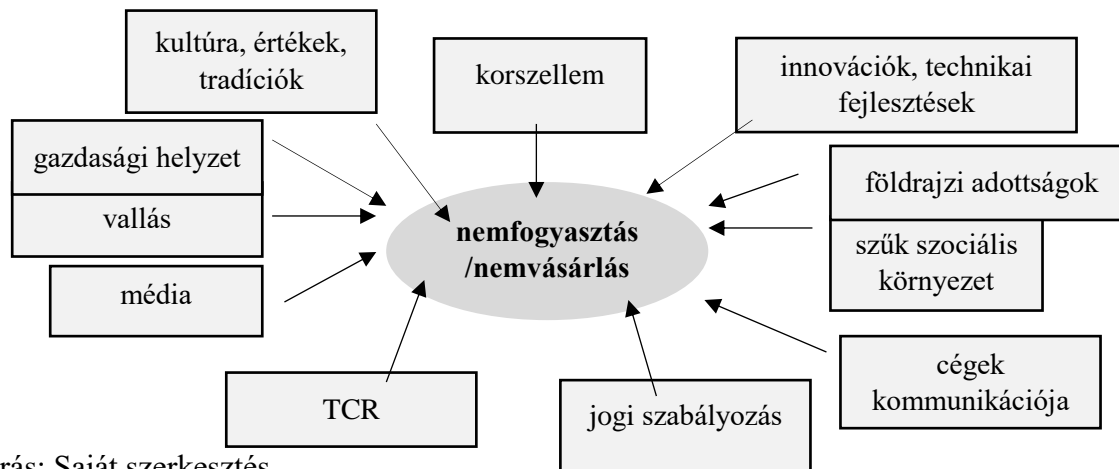 kultúra, értékek,
tradíciók
korszellem
innovációk, technikai
fejlesztések
gazdasági helyzet
vallás
média
nemfogyasztás
/nemvásárlás
földrajzi adottságok
szűk szociális
környezet
cégek
kommunikációja
TCR
jogi szabályozás
rás: Saját szerkesztés